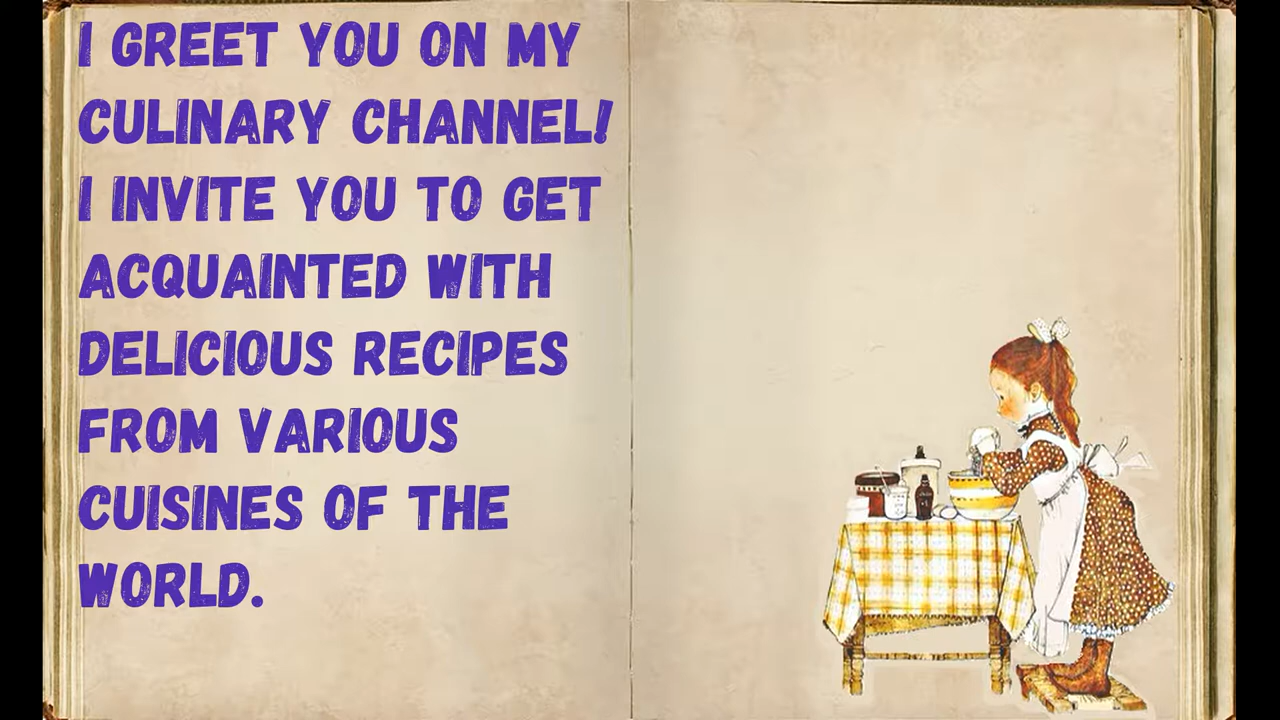 I GREET YOU ON MY
CULINARY CHANNEL!
I INVITE YOU TO GET
ACQUAINTED WITH
DELICIOUS RECIPES
FROM VARIOUS
CUISINES OF THE
WORLD.